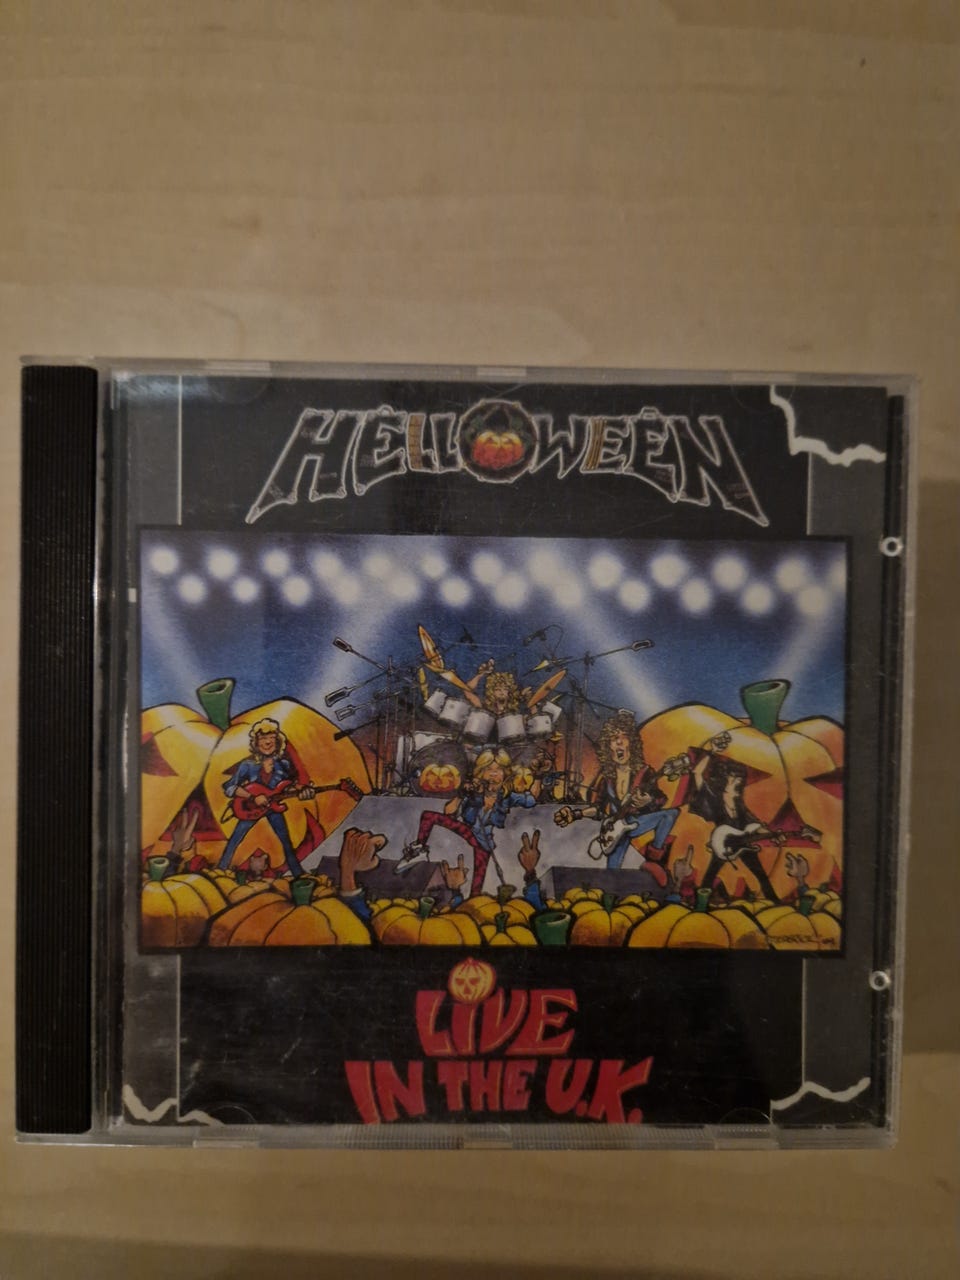 HELLOWEEN
LIVE
IN THE U.K.